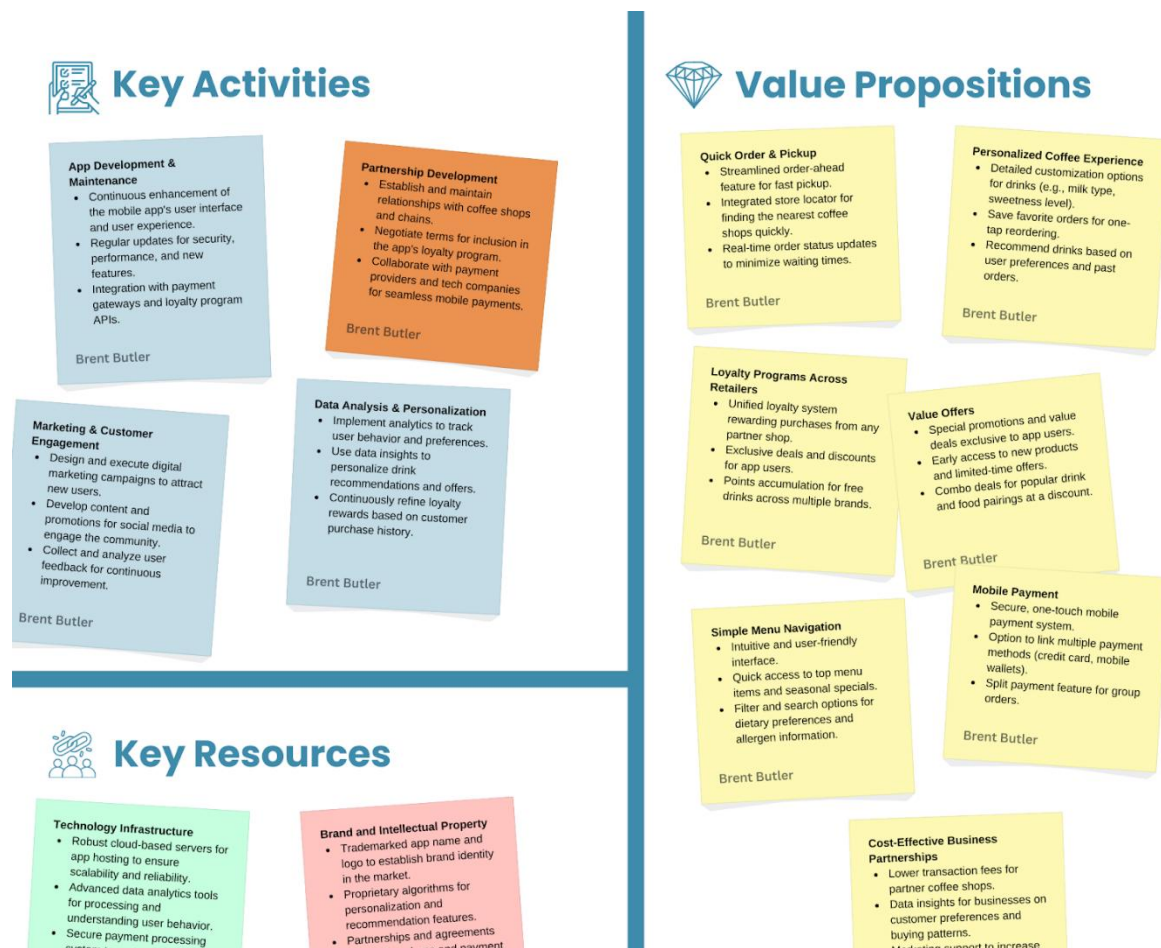 Key Activities
App Development &
Maintenance
• Continuous enhancement of
the mobile app's user interface
and user experience.
• Regular updates for security,
performance, and new
features.
• Integration with payment
gateways and loyalty program
APIs.
Brent Butler
Partnership Development
• Establish and maintain
relationships with coffee shops
and chains.
• Negotiate terms for inclusion in
the app's loyalty program.
• Collaborate with payment
providers and tech companies
for seamless mobile payments.
Brent Butler
Marketing & Customer
Engagement
• Design and execute digital
marketing campaigns to attract
new users.
• Develop content and
promotions for social media to
engage the community.
• Collect and analyze user
feedback for continuous
improvement.
Brent Butler
Data Analysis & Personalization
• Implement analytics to track
user behavior and preferences.
• Use data insights to
personalize drink
recommendations and offers.
• Continuously refine loyalty
rewards based on customer
purchase history.
Brent Butler
Key Resources
Technology Infrastructure
• Robust cloud-based servers for
app hosting to ensure
scalability and reliability.
• Advanced data analytics tools
for processing and
understanding user behavior.
• Secure payment processing
Brand and Intellectual Property
• Trademarked app name and
logo to establish brand identity
in the market.
• Proprietary algorithms for
personalization and
recommendation features.
• Partnerships and agreements
and payment
Value Propositions
Quick Order & Pickup
• Streamlined order-ahead
feature for fast pickup.
• Integrated store locator for
finding the nearest coffee
shops quickly.
• Real-time order status updates
to minimize waiting times.
Brent Butler
Personalized Coffee Experience
• Detailed customization options
for drinks (e.g., milk type,
sweetness level).
• Save favorite orders for one-
tap reordering.
• Recommend drinks based on
user preferences and past
orders.
Brent Butler
Loyalty Programs Across
Retailers
• Unified loyalty system
rewarding purchases from any
partner shop.
• Exclusive deals and discounts
for app users.
• Points accumulation for free
drinks across multiple brands.
Brent Butler
Value Offers
• Special promotions and value
deals exclusive to app users.
• Early access to new products
and limited-time offers.
• Combo deals for popular drink
and food pairings at a discount.
Brent Butler
Simple Menu Navigation
• Intuitive and user-friendly
interface.
• Quick access to top menu
items and seasonal specials.
• Filter and search options for
dietary preferences and
allergen information.
Brent Butler
Mobile Payment
• Secure, one-touch mobile
payment system.
• Option to link multiple payment
methods (credit card, mobile
wallets).
• Split payment feature for group
orders.
Brent Butler
Cost-Effective Business
Partnerships
• Lower transaction fees for
partner coffee shops.
• Data insights for businesses on
customer preferences and
buying patterns.
• Marketing support to increase